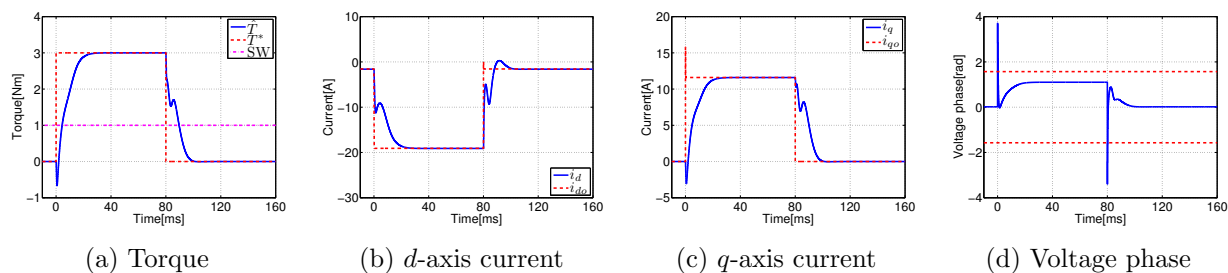 4
3
2
1
0
−1
Torque[Nm]
0 40 80 120 160
Time[ms]
T̂
T*
SW
(a) Torque
10
0
−10
−20
−30
Current[A]
0 40 80 120 160
Time[ms]
i_d
i_do
(b) d-axis current
20
15
10
5
0
−5
Current[A]
0 40 80 120 160
Time[ms]
i_q
i_qo
(c) q-axis current
4
2
0
−2
−4
Voltage phase[rad]
0 40 80 120 160
Time[ms]
(d) Voltage phase